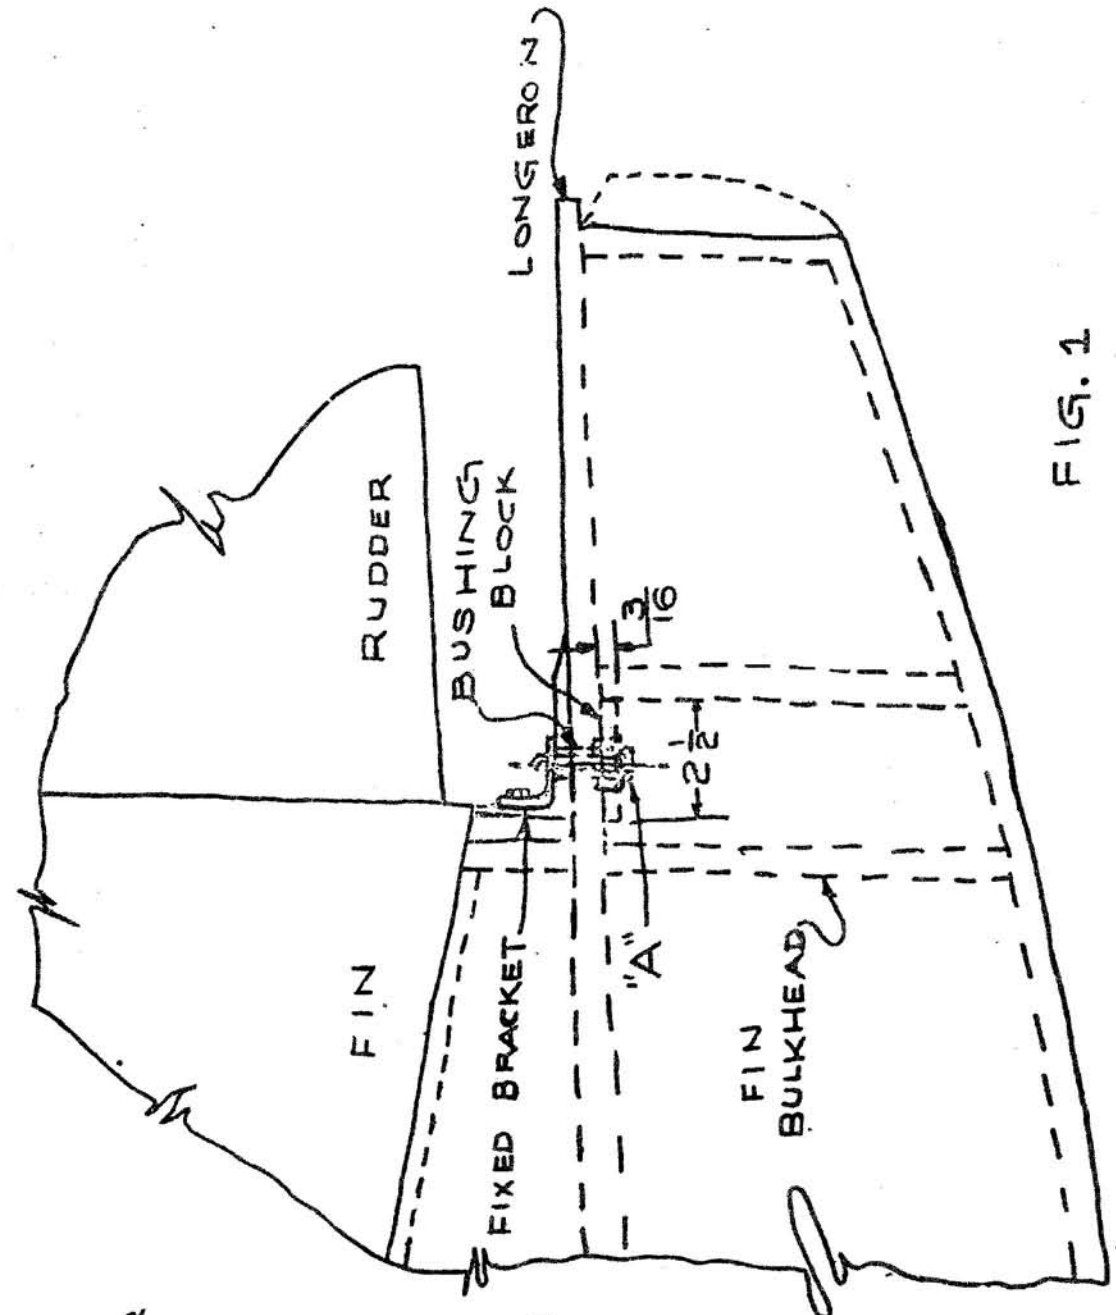 LONGERON
RUDDER
BUSHING
BLOCK
3/16
2 1/2
FIN
FIXED BRACKET
"A"
FIN
BULKHEAD
FIG. 1